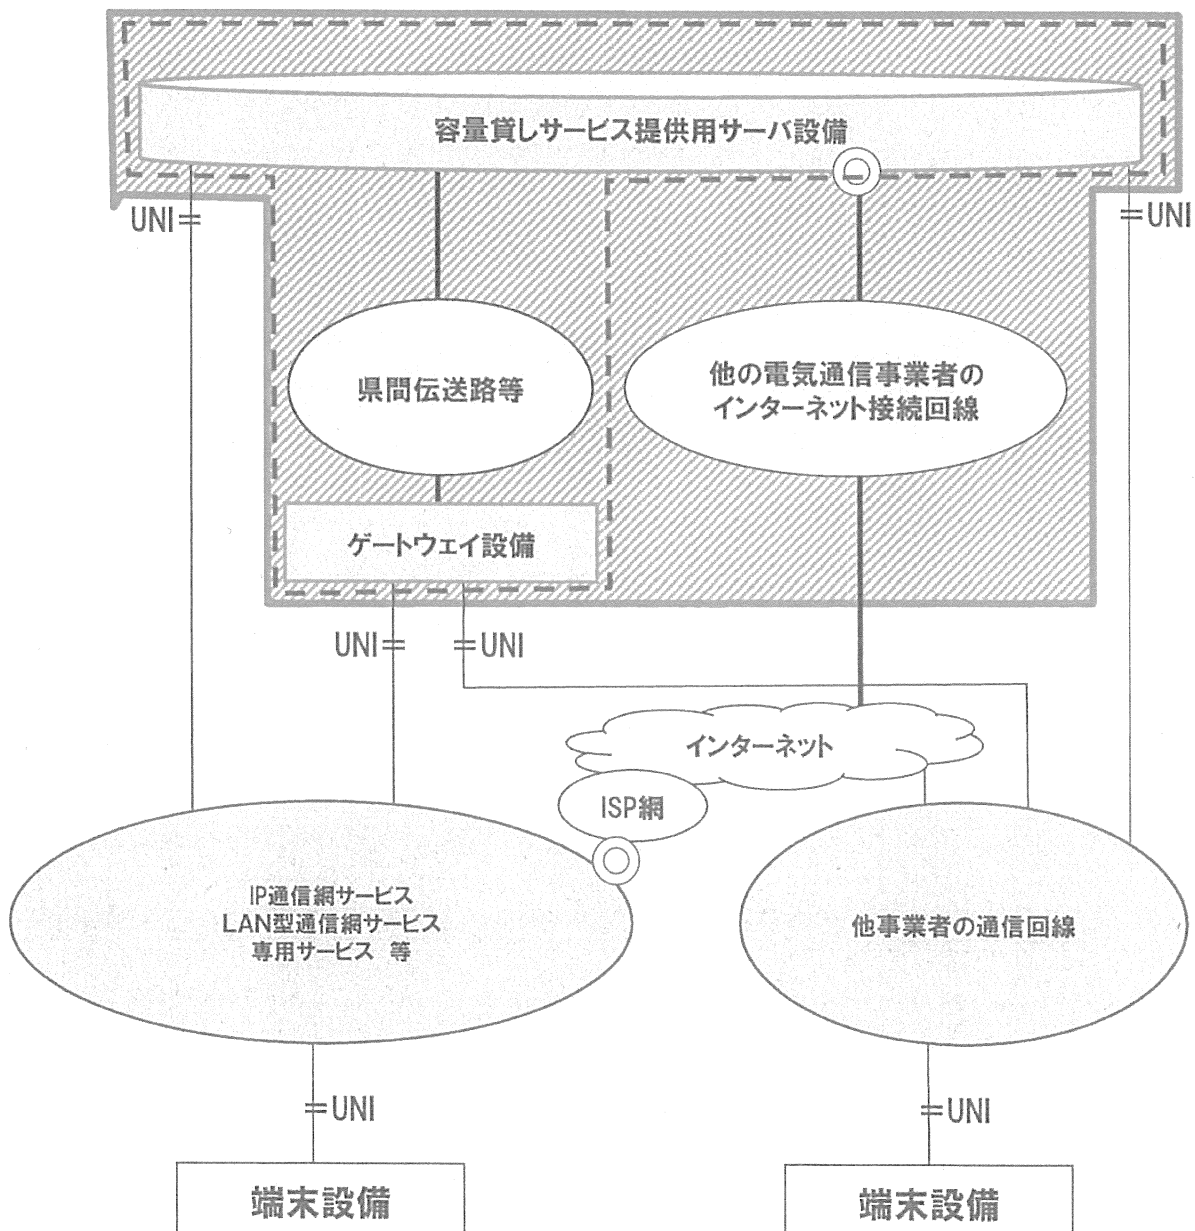 容量貸しサービス提供用サーバ設備
UNI
UNI
県間伝送路等
他の電気通信事業者の
インターネット接続回線
ゲートウェイ設備
UNI
UNI
インターネット
ISP網
IP通信網サービス
LAN型通信網サービス
専用サービス 等
他事業者の通信回線
UNI
UNI
端末設備
端末設備